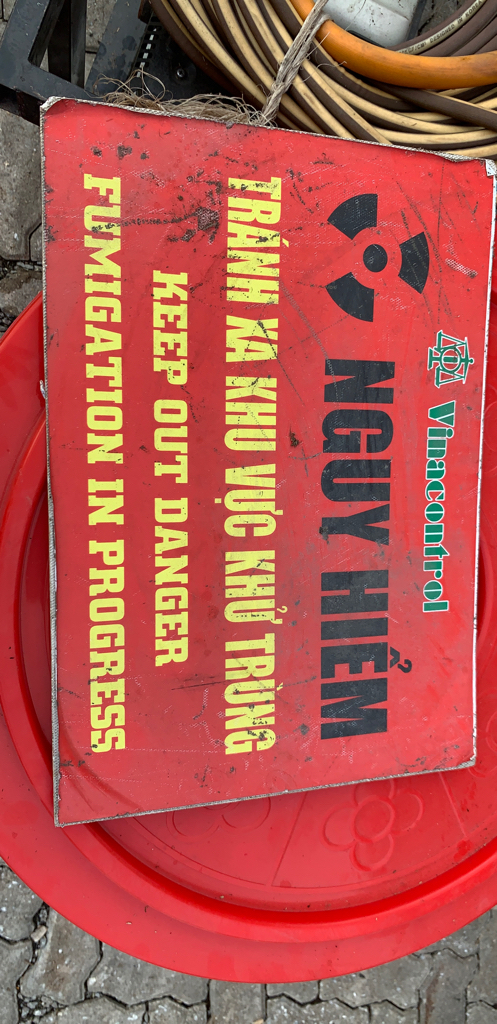 Vinacontrol
NGUY HIỂM
TRÁNH XA KHU VỰC KHỬ TRÙNG
KEEP OUT DANGER
FUMIGATION IN PROGRESS